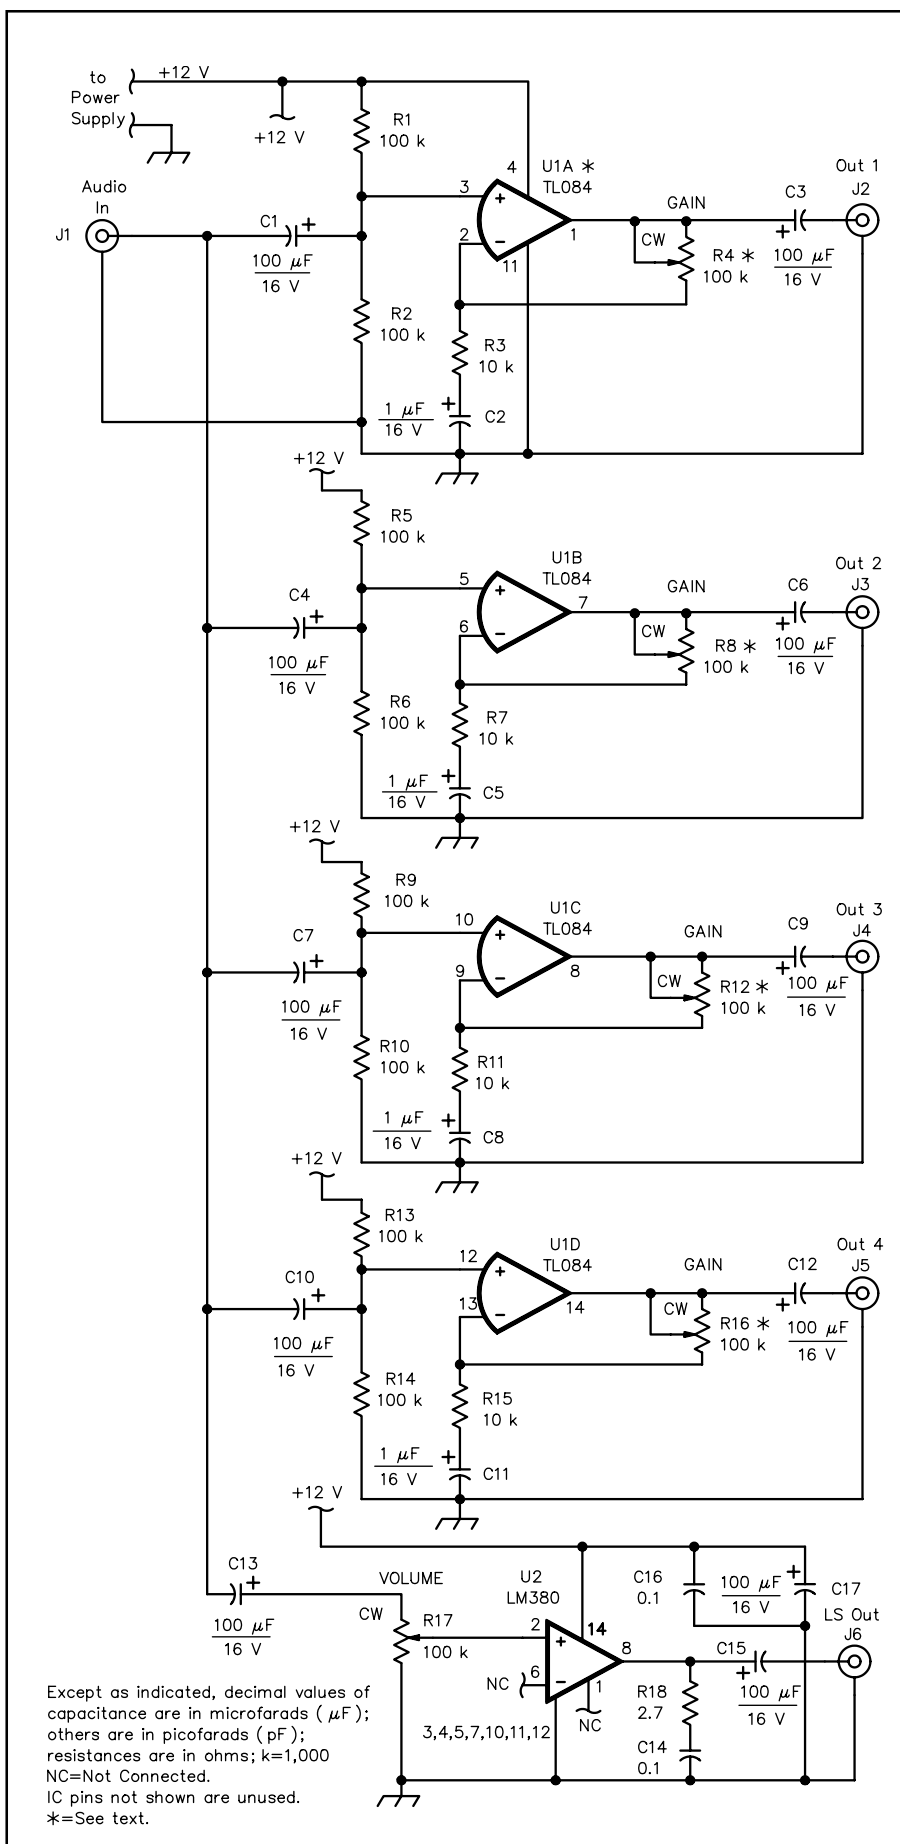 to
Power
Supply
+12 V
+12 V
R1
100 k
4
U1A *
TL084
Out 1
J2
Audio
In
J1
C1
+
100 µF
16 V
3
+
2
−
11
1
GAIN
CW
R4 *
100 k
C3
+
100 µF
16 V
R2
100 k
R3
10 k
1 µF
16 V
+
C2
+12 V
R5
100 k
U1B
TL084
Out 2
J3
C4
+
100 µF
16 V
5
+
6
−
7
GAIN
CW
R8 *
100 k
C6
+
100 µF
16 V
R6
100 k
R7
10 k
1 µF
16 V
+
C5
+12 V
R9
100 k
U1C
TL084
Out 3
J4
C7
+
100 µF
16 V
10
+
9
−
8
GAIN
CW
R12 *
100 k
C9
+
100 µF
16 V
R10
100 k
R11
10 k
1 µF
16 V
+
C8
+12 V
R13
100 k
U1D
TL084
Out 4
J5
C10
+
100 µF
16 V
12
+
13
−
14
GAIN
CW
R16 *
100 k
C12
+
100 µF
16 V
R14
100 k
R15
10 k
1 µF
16 V
+
C11
+12 V
C13
+
100 µF
16 V
VOLUME
CW
R17
100 k
U2
LM380
2
+
6
−
NC
14
8
1
NC
3,4,5,7,10,11,12
C16
0.1
100 µF
16 V
+
C17
LS Out
J6
C15
+
100 µF
16 V
R18
2.7
C14
0.1
Except as indicated, decimal values of
capacitance are in microfarads ( µF);
others are in picofarads ( pF);
resistances are in ohms; k=1,000
NC=Not Connected.
IC pins not shown are unused.
*=See text.